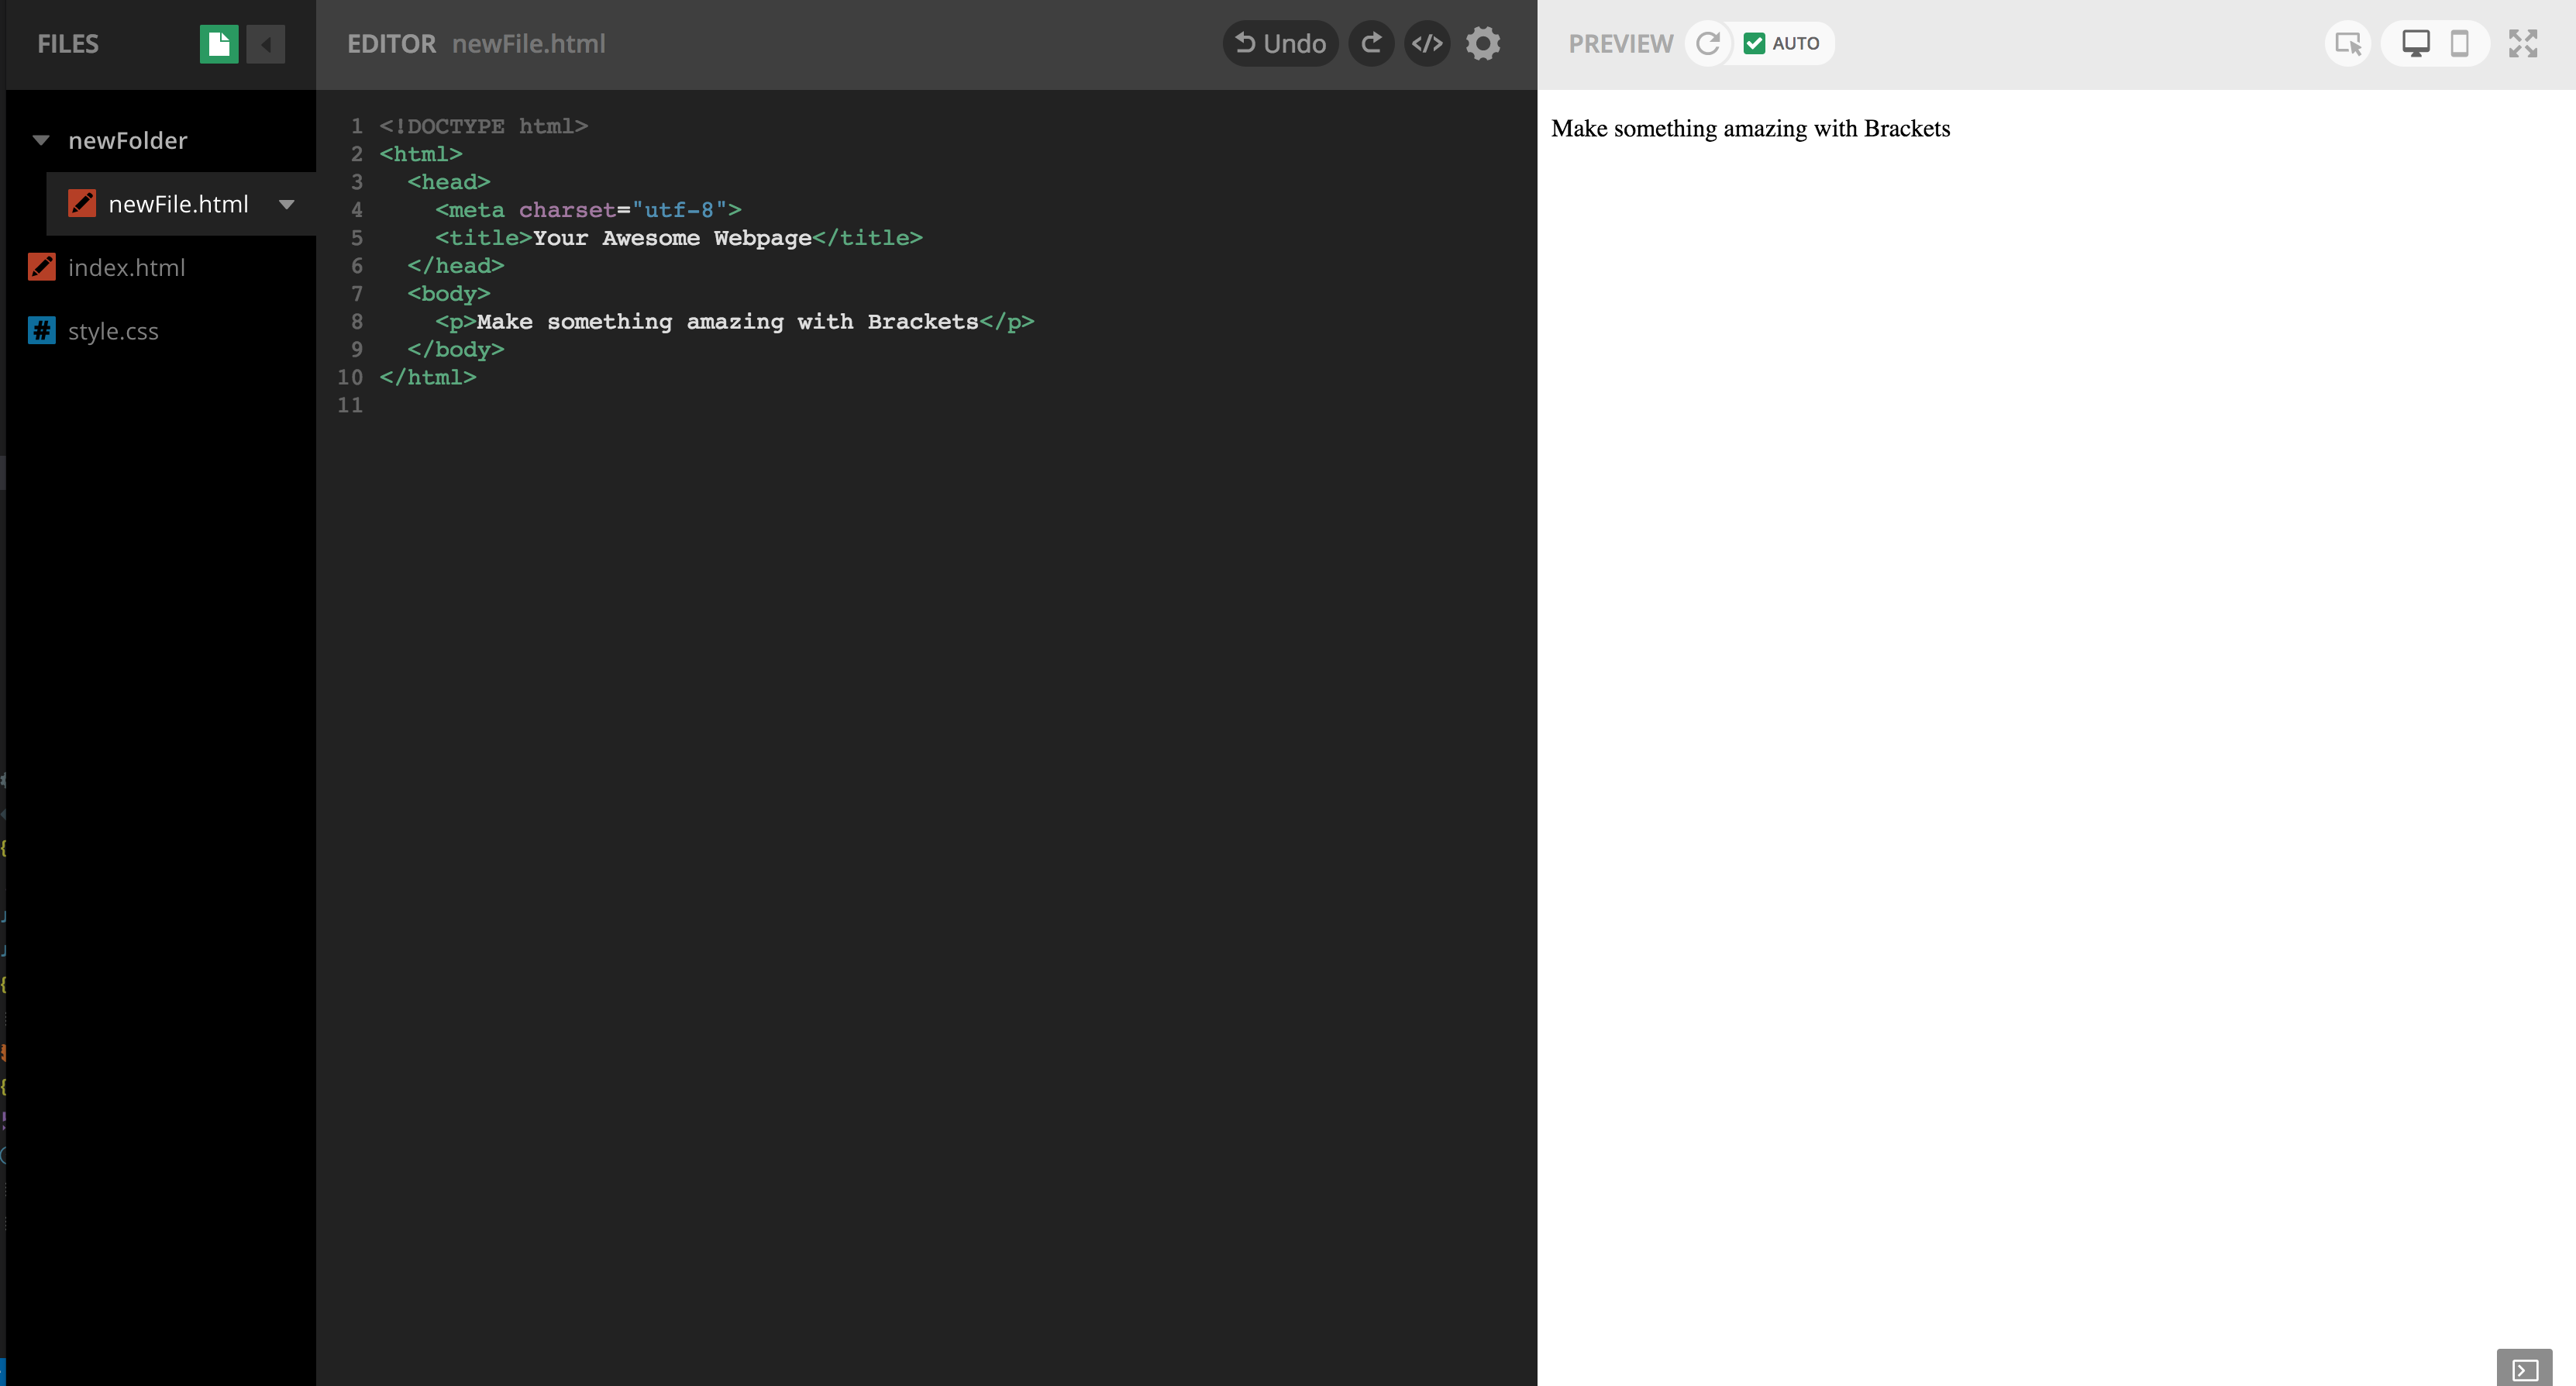 FILES
newFolder
newFile.html
index.html
# style.css
EDITOR newFile.html
Undo
</>
1 <!DOCTYPE html>
2 <html>
3   <head>
4     <meta charset="utf-8">
5     <title>Your Awesome Webpage</title>
6   </head>
7   <body>
8     <p>Make something amazing with Brackets</p>
9   </body>
10 </html>
11
PREVIEW AUTO
Make something amazing with Brackets